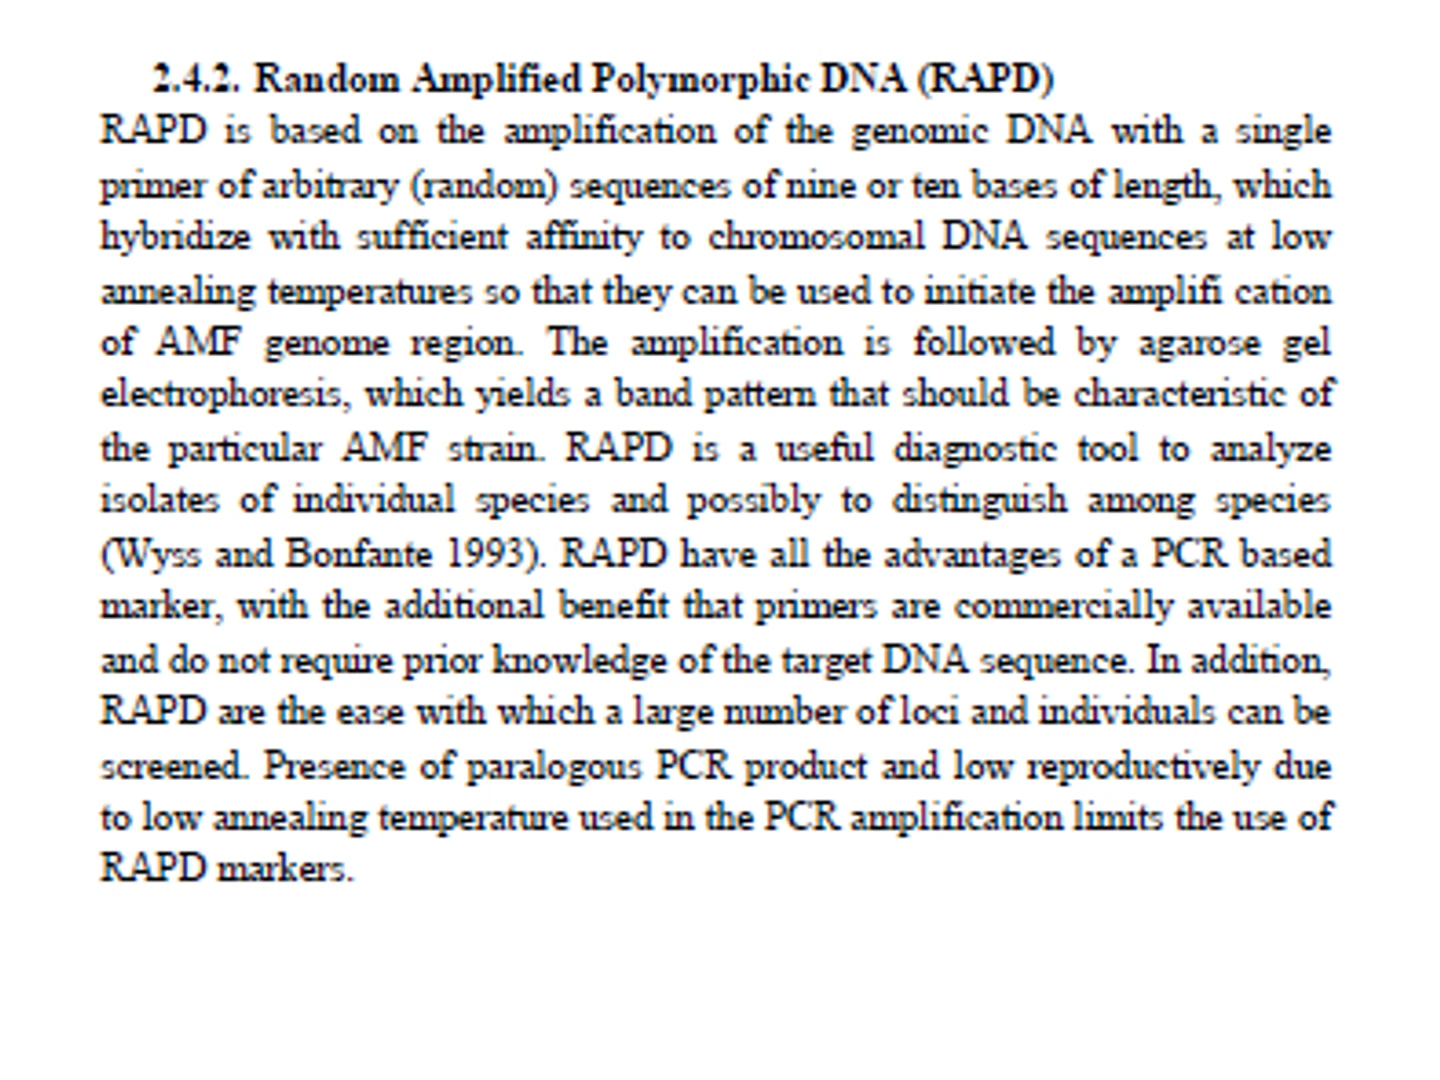 2.4.2. Random Amplified Polymorphic DNA (RAPD)
RAPD is based on the amplification of the genomic DNA with a single
primer of arbitrary (random) sequences of nine or ten bases of length, which
hybridize with sufficient affinity to chromosomal DNA sequences at low
annealing temperatures so that they can be used to initiate the amplifi cation
of AMF genome region. The amplification is followed by agarose gel
electrophoresis, which yields a band pattern that should be characteristic of
the particular AMF strain. RAPD is a useful diagnostic tool to analyze
isolates of individual species and possibly to distinguish among species
(Wyss and Bonfante 1993). RAPD have all the advantages of a PCR based
marker, with the additional benefit that primers are commercially available
and do not require prior knowledge of the target DNA sequence. In addition,
RAPD are the ease with which a large number of loci and individuals can be
screened. Presence of paralogous PCR product and low reproductively due
to low annealing temperature used in the PCR amplification limits the use of
RAPD markers.